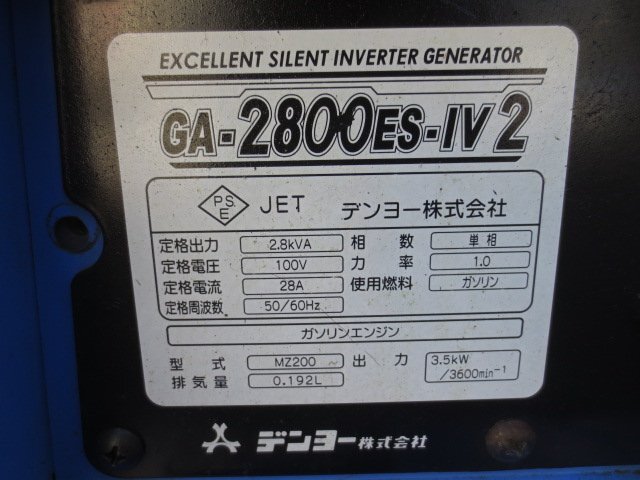 EXCELLENT SILENT INVERTER GENERATOR
GA-2800ES-IV2
PS E JET デンヨー株式会社
定格出力 2.8kVA 相数 単相
定格電圧 100V 力率 1.0
定格電流 28A 使用燃料 ガソリン
定格周波数 50/60Hz
ガソリンエンジン
型式 MZ200 出力 3.5kW
/3600min⁻¹
排気量 0.192L
デンヨー株式会社